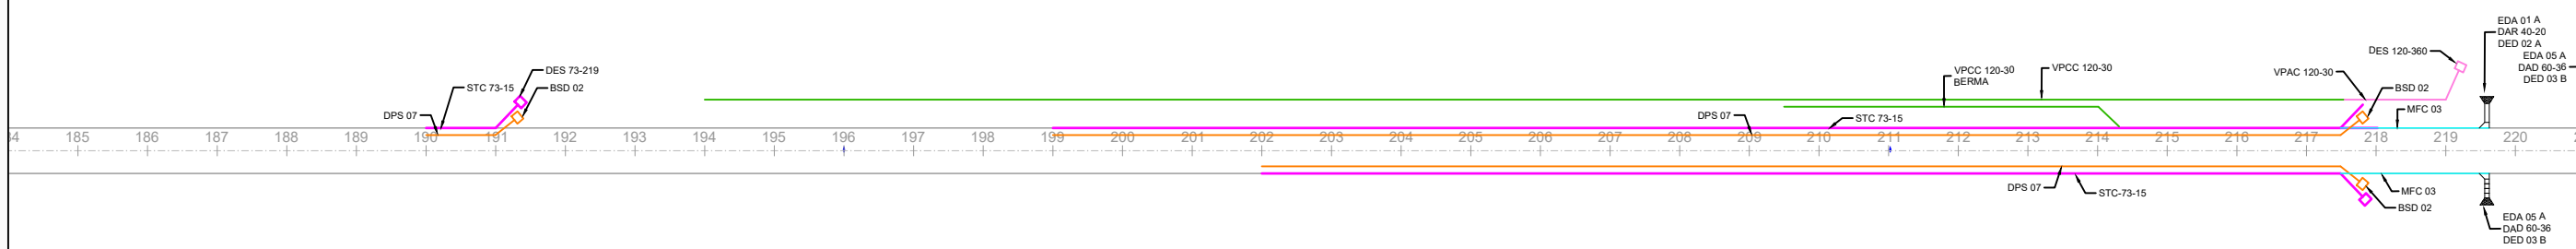 EDA 01 A
DAR 40-20
DED 02 A
DES 120-360
EDA 05 A
DAD 60-36
DED 03 B
DES 73-219
VPCC 120-30
BERMA
VPCC 120-30
VPAC 120-30
STC 73-15
BSD 02
BSD 02
DPS 07
DPS 07
STC 73-15
MFC 03
185 186 187 188 189 190 191 192 193 194 195 196 197 198 199 200 201 202 203 204 205 206 207 208 209 210 211 212 213 214 215 216 217 218 219 220
DPS 07
STC-73-15
MFC 03
BSD 02
EDA 05 A
DAD 60-36
DED 03 B